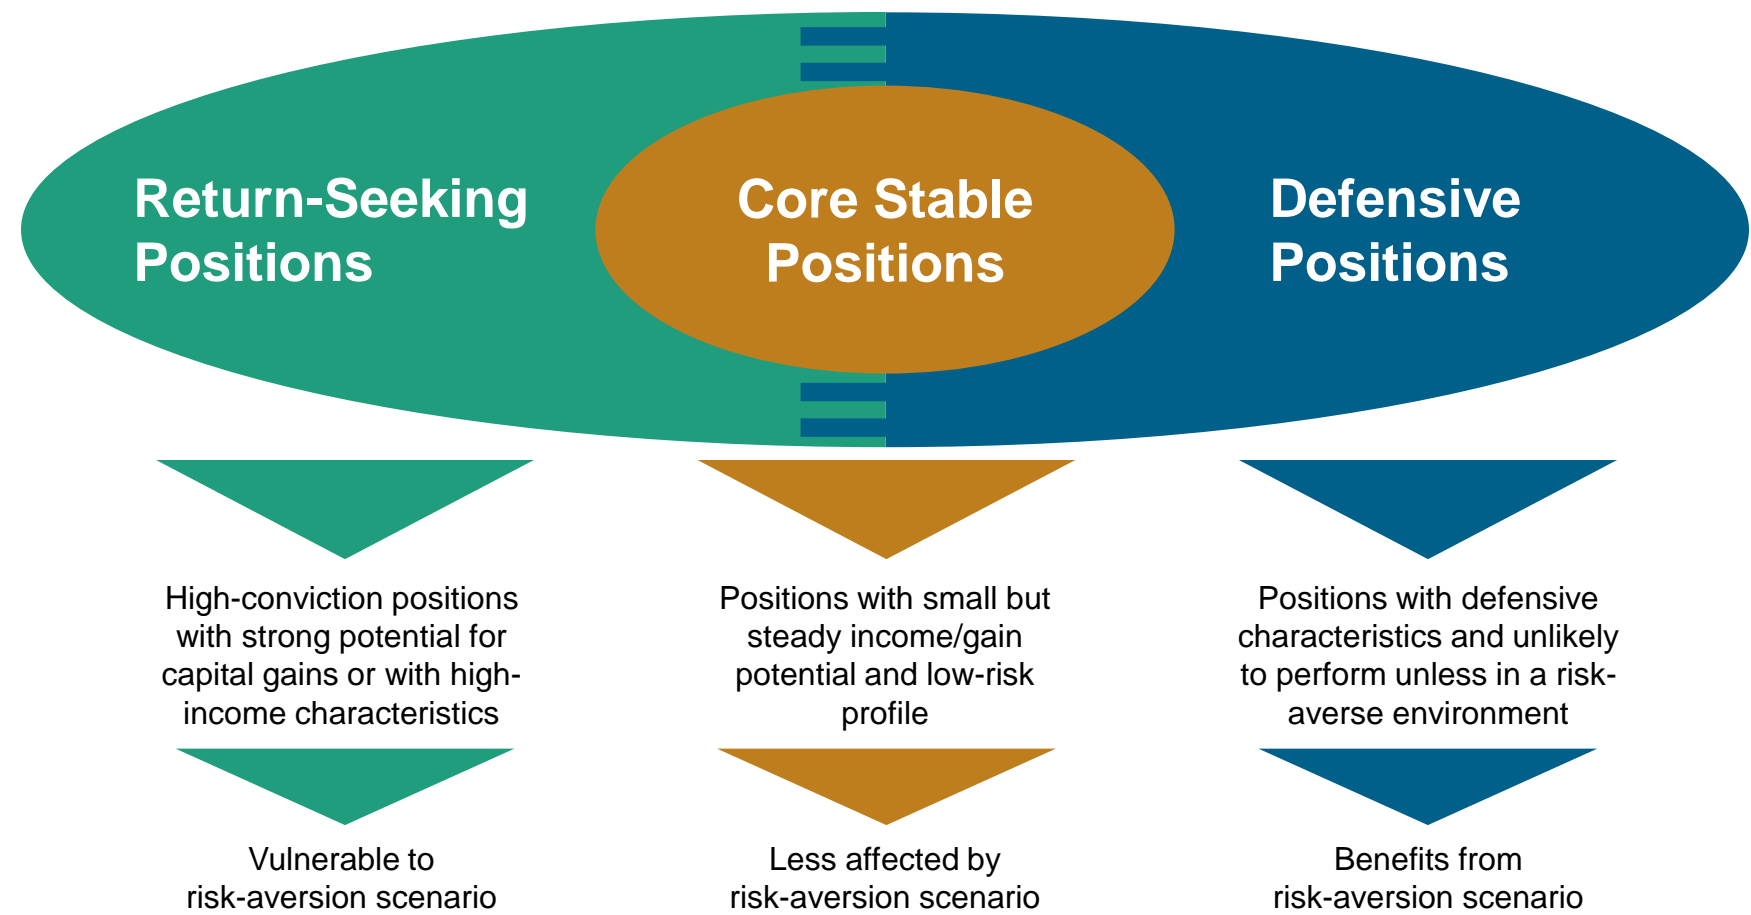 Return-Seeking
Positions
Core Stable
Positions
Defensive
Positions
High-conviction positions
with strong potential for
capital gains or with high-
income characteristics
Positions with small but
steady income/gain
potential and low-risk
profile
Positions with defensive
characteristics and unlikely
to perform unless in a risk-
averse environment
Vulnerable to
risk-aversion scenario
Less affected by
risk-aversion scenario
Benefits from
risk-aversion scenario